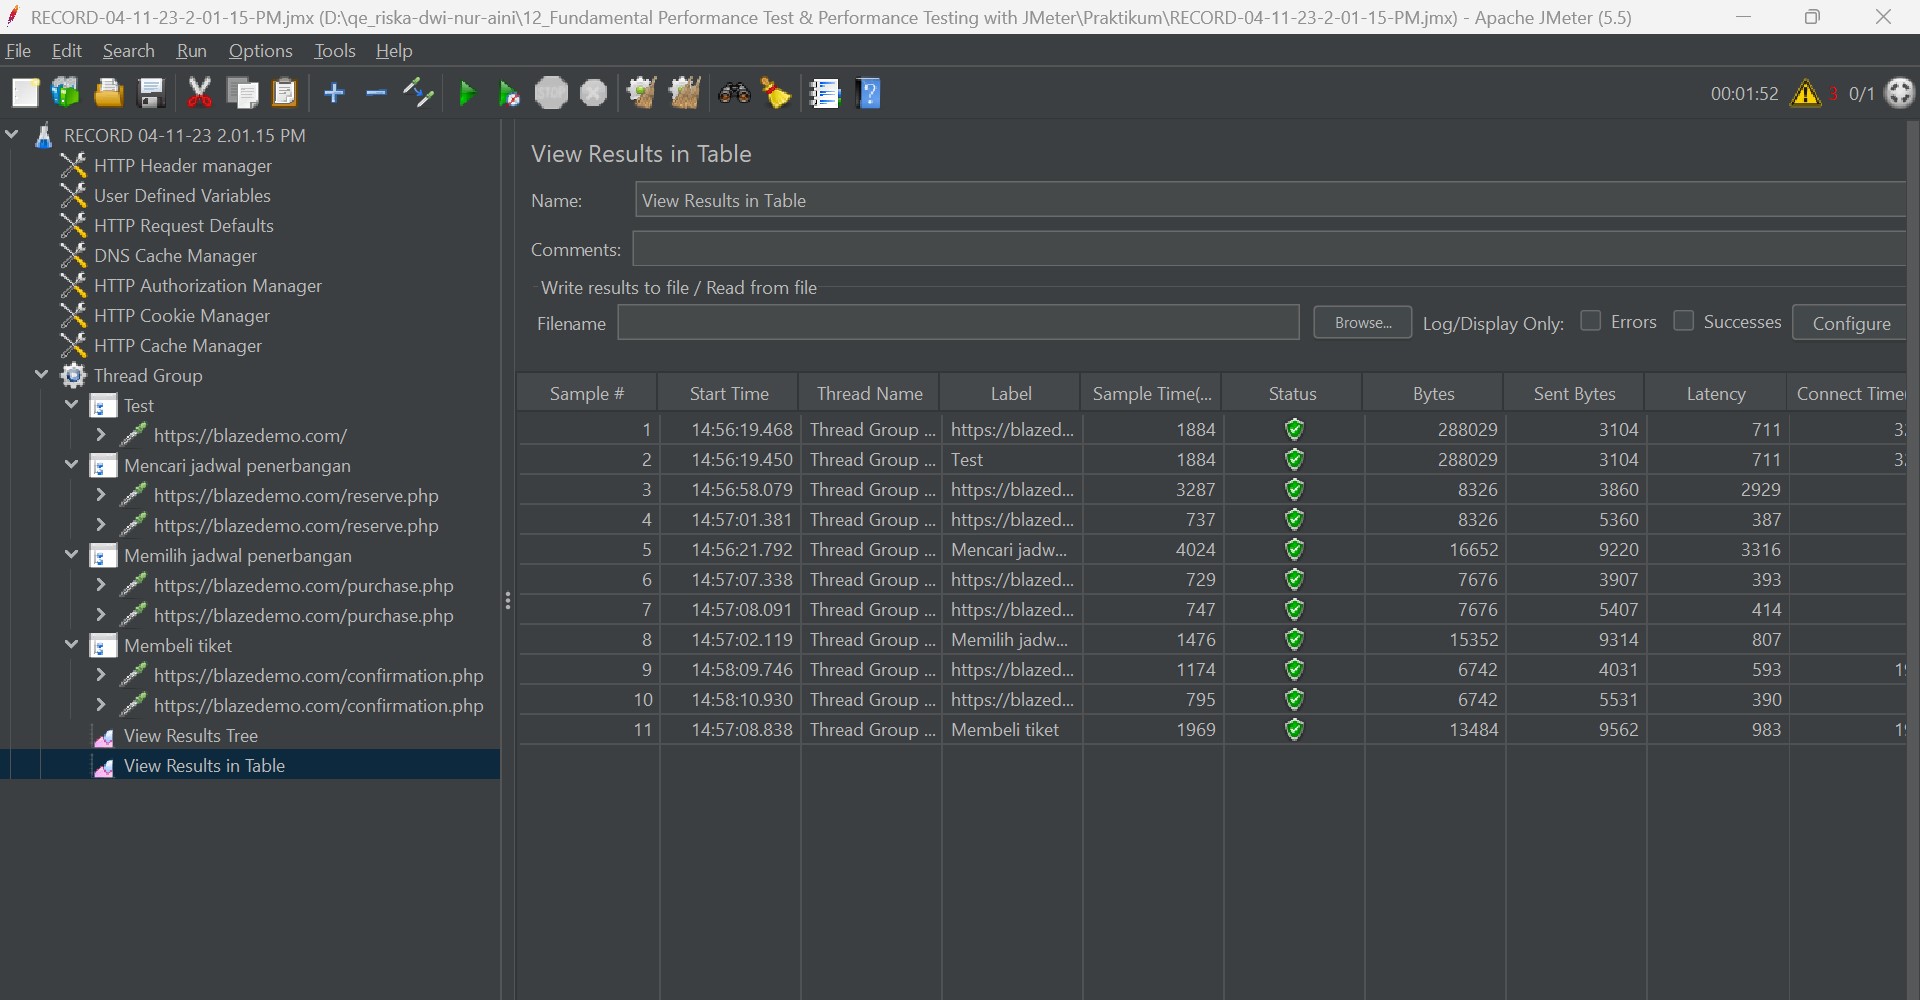 RECORD-04-11-23-2-01-15-PM.jmx (D:\qe_riska-dwi-nur-aini\12_Fundamental Performance Test & Performance Testing with JMeter\Praktikum\RECORD-04-11-23-2-01-15-PM.jmx) - Apache JMeter (5.5)
File Edit Search Run Options Tools Help
STOP 00:01:52 3 0/1
RECORD 04-11-23 2.01.15 PM
HTTP Header manager
User Defined Variables
HTTP Request Defaults
DNS Cache Manager
HTTP Authorization Manager
HTTP Cookie Manager
HTTP Cache Manager
Thread Group
Test
https://blazedemo.com/
Mencari jadwal penerbangan
https://blazedemo.com/reserve.php
https://blazedemo.com/reserve.php
Memilih jadwal penerbangan
https://blazedemo.com/purchase.php
https://blazedemo.com/purchase.php
Membeli tiket
https://blazedemo.com/confirmation.php
https://blazedemo.com/confirmation.php
View Results Tree
View Results in Table
View Results in Table
Name: View Results in Table
Comments:
Write results to file / Read from file
Filename Browse... Log/Display Only: Errors Successes Configure
Sample # Start Time Thread Name Label Sample Time(... Status Bytes Sent Bytes Latency Connect Time(
1 14:56:19.468 Thread Group ... https://blazed... 1884 288029 3104 711
2 14:56:19.450 Thread Group ... Test 1884 288029 3104 711
3 14:56:58.079 Thread Group ... https://blazed... 3287 8326 3860 2929
4 14:57:01.381 Thread Group ... https://blazed... 737 8326 5360 387
5 14:56:21.792 Thread Group ... Mencari jadw... 4024 16652 9220 3316
6 14:57:07.338 Thread Group ... https://blazed... 729 7676 3907 393
7 14:57:08.091 Thread Group ... https://blazed... 747 7676 5407 414
8 14:57:02.119 Thread Group ... Memilih jadw... 1476 15352 9314 807
9 14:58:09.746 Thread Group ... https://blazed... 1174 6742 4031 593
10 14:58:10.930 Thread Group ... https://blazed... 795 6742 5531 390
11 14:57:08.838 Thread Group ... Membeli tiket 1969 13484 9562 983